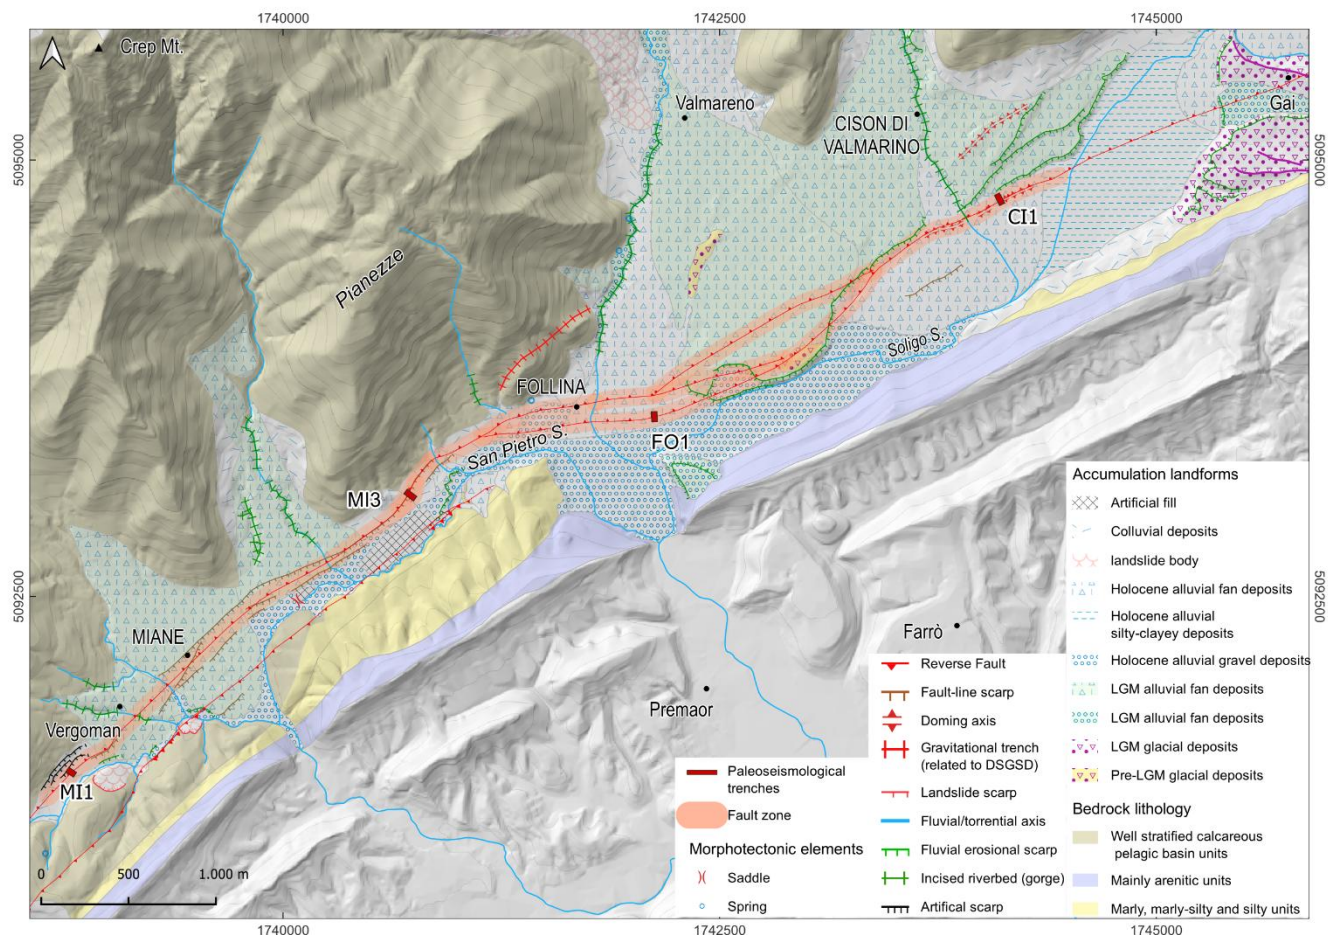 1740000
1742500
1745000
Crep Mt.
Valmareno
CISON DI
VALMARINO
Gai
5095000
5095000
CI1
Pianezze
Soligo S.
FOLLINA
San Pietro S.
FO1
MI3
5092500
5092500
MIANE
Farrò
Premaor
Vergoman
MI1
0
500
1.000 m
Paleoseismological
trenches
Fault zone
Morphotectonic elements
Saddle
Spring
Reverse Fault
Fault-line scarp
Doming axis
Gravitational trench
(related to DSGSD)
Landslide scarp
Fluvial/torrential axis
Fluvial erosional scarp
Incised riverbed (gorge)
Artifical scarp
Accumulation landforms
Artificial fill
Colluvial deposits
landslide body
Holocene alluvial fan deposits
Holocene alluvial
silty-clayey deposits
Holocene alluvial gravel deposits
LGM alluvial fan deposits
LGM alluvial fan deposits
LGM glacial deposits
Pre-LGM glacial deposits
Bedrock lithology
Well stratified calcareous
pelagic basin units
Mainly arenitic units
Marly, marly-silty and silty units
1740000
1742500
1745000